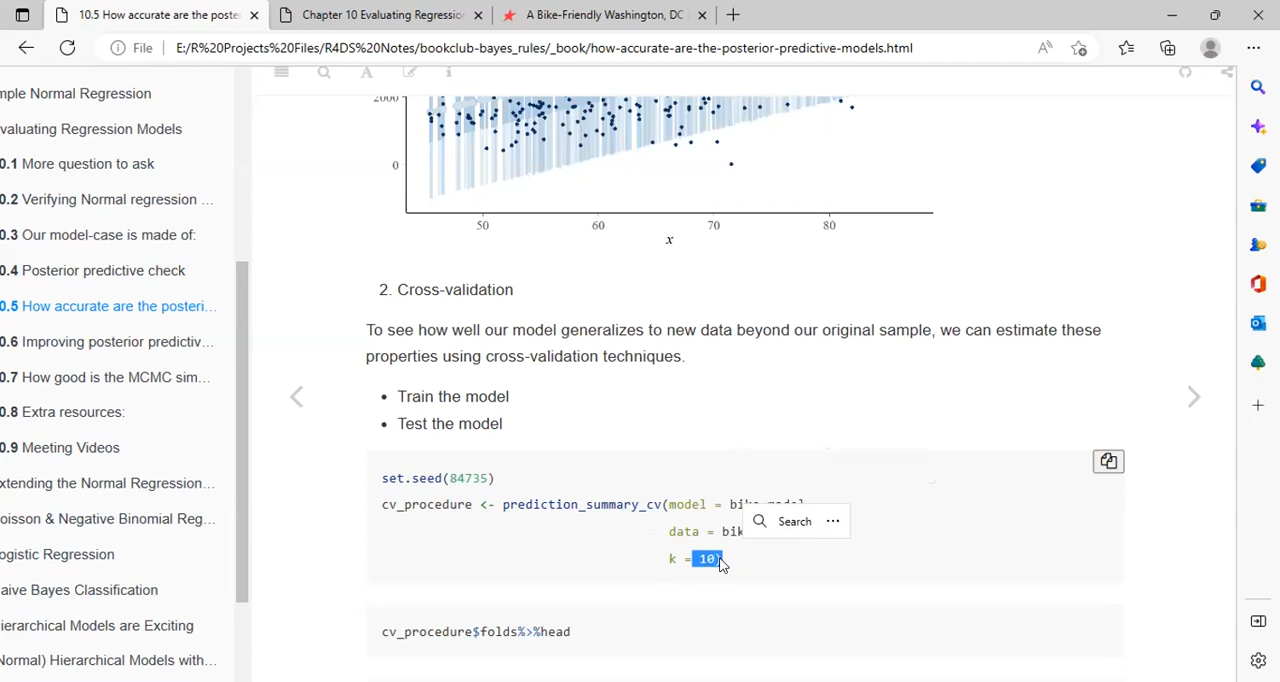 10.5 How accurate are the poste
Chapter 10 Evaluating Regressio
A Bike-Friendly Washington, DC
File
E:/R%20Projects%20Files/R4DS%20Notes/bookclub-bayes_rules/_book/how-accurate-are-the-posterior-predictive-models.html
mple Normal Regression
valuating Regression Models
0.1 More question to ask
0.2 Verifying Normal regression ...
0.3 Our model-case is made of:
0.4 Posterior predictive check
0.5 How accurate are the posteri...
0.6 Improving posterior predictiv...
0.7 How good is the MCMC sim...
0.8 Extra resources:
0.9 Meeting Videos
xtending the Normal Regression...
oisson & Negative Binomial Reg...
ogistic Regression
aive Bayes Classification
ierarchical Models are Exciting
Normal) Hierarchical Models with...
2000
0
50 60 70 80
x
2. Cross-validation
To see how well our model generalizes to new data beyond our original sample, we can estimate these
properties using cross-validation techniques.
• Train the model
• Test the model
set.seed(84735)
cv_procedure <- prediction_summary_cv(model = bike_model
data = bik
Search
k = 10)
cv_procedure$folds%>%head